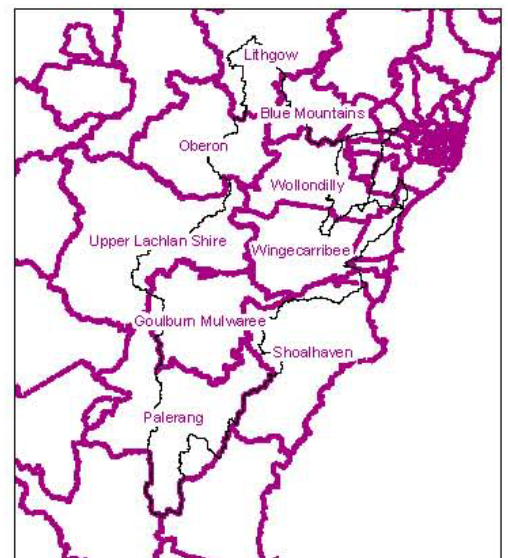 Lithgow
Blue Mountains
Oberon
Wollondilly
Upper Lachlan Shire
Wingecarribee
Goulburn Mulwaree
Shoalhaven
Palerang